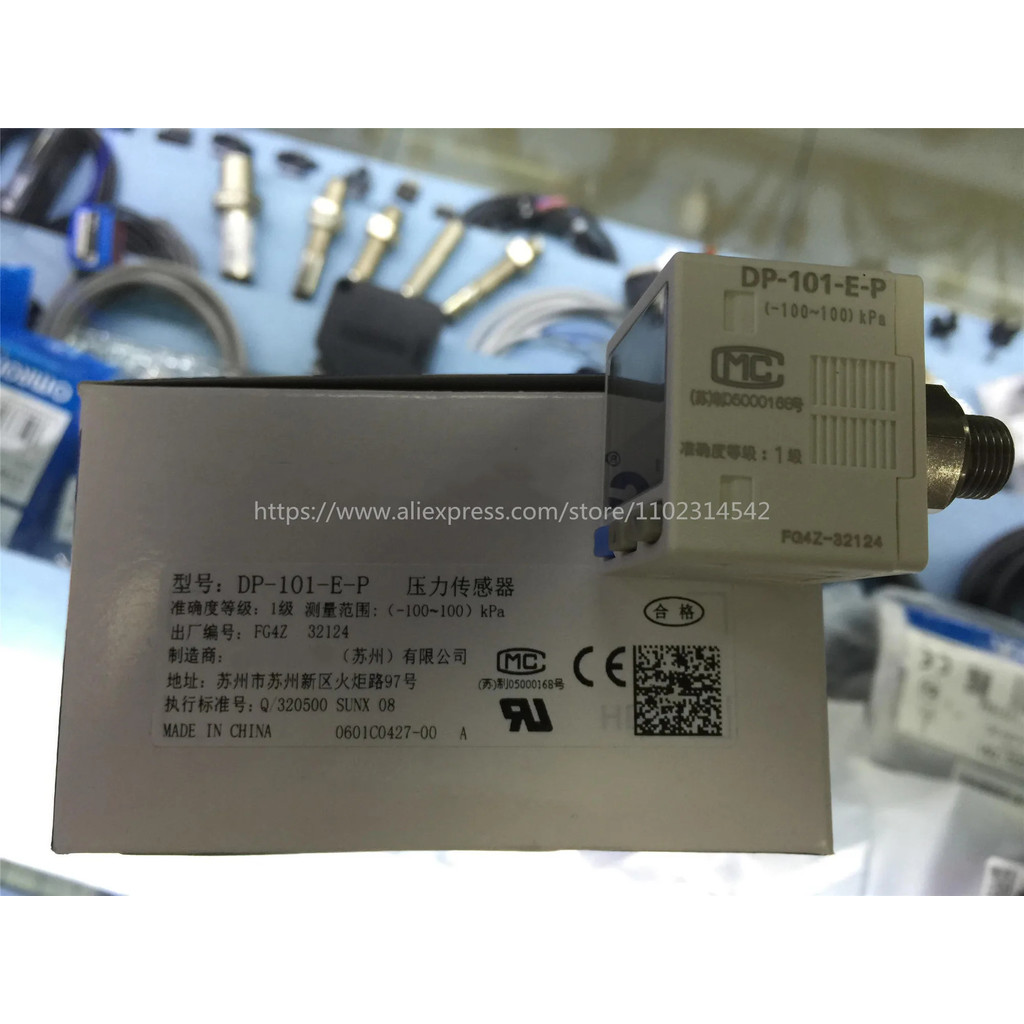 DP-101-E-P
(-100~100) kPa
MC
(苏)制05000168号
准确度等级：1级
FG4Z-32124
https://www.aliexpress.com/store/1102314542
型号：DP-101-E-P 压力传感器
准确度等级：1级 测量范围：(-100~100) kPa
出厂编号：FG4Z 32124
制造商： （苏州）有限公司
地址：苏州市苏州新区火炬路97号
执行标准号：Q/320500 SUNX 08
MADE IN CHINA 0601C0427-00 A
合格
MC
(苏)制05000168号
CE
omron